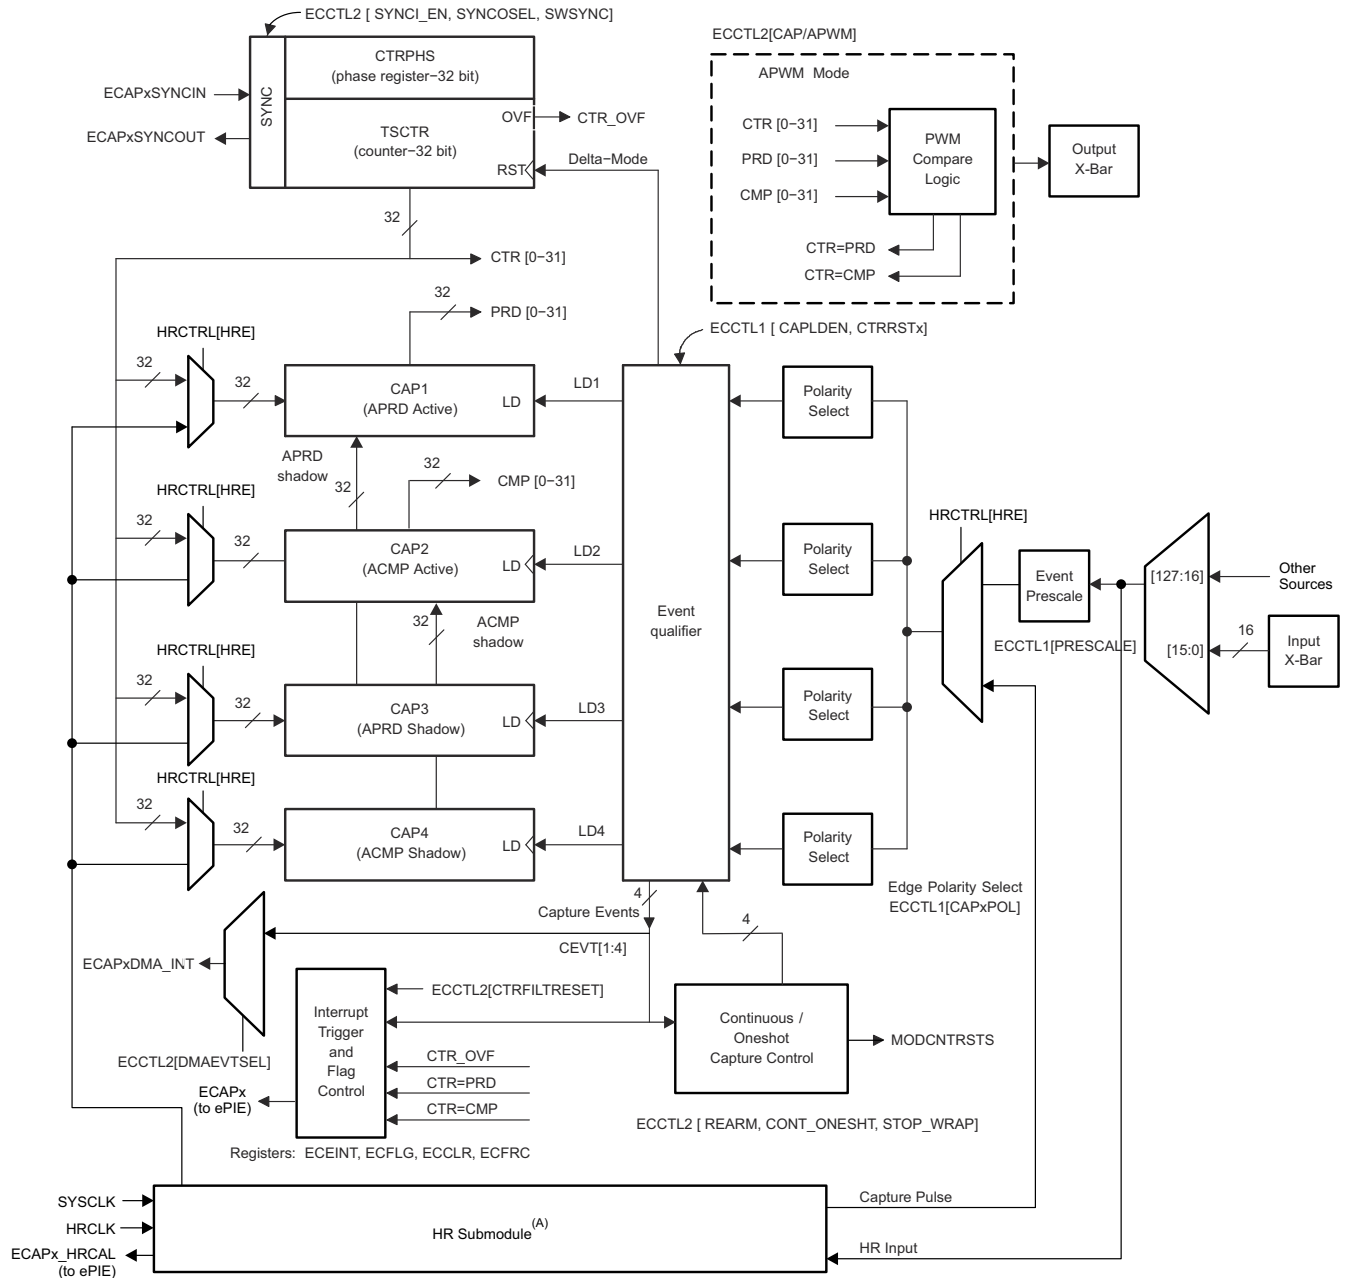 ECCTL2 [ SYNCI_EN, SYNCOSEL, SWSYNC]
CTRPHS
(phase register−32 bit)
SYNC
ECAPxSYNCIN
ECAPxSYNCOUT
TSCTR
(counter−32 bit)
OVF
CTR_OVF
RST
Delta−Mode
32
CTR [0−31]
32
PRD [0−31]
ECCTL2[CAP/APWM]
APWM Mode
CTR [0−31]
PRD [0−31]
CMP [0−31]
PWM
Compare
Logic
Output
X-Bar
CTR=PRD
CTR=CMP
ECCTL1 [ CAPLDEN, CTRRSTx]
HRCTRL[HRE]
32
32
CAP1
(APRD Active)
LD
LD1
Polarity
Select
APRD
shadow
32
32
CMP [0−31]
HRCTRL[HRE]
32
32
CAP2
(ACMP Active)
LD
LD2
Polarity
Select
32
ACMP
shadow
Event
qualifier
HRCTRL[HRE]
Event
Prescale
ECCTL1[PRESCALE]
[127:16]
[15:0]
Other
Sources
16
Input
X-Bar
HRCTRL[HRE]
32
32
CAP3
(APRD Shadow)
LD
LD3
Polarity
Select
HRCTRL[HRE]
32
32
CAP4
(ACMP Shadow)
LD
LD4
Polarity
Select
Edge Polarity Select
ECCTL1[CAPxPOL]
4
Capture Events
CEVT[1:4]
4
ECAPxDMA_INT
ECCTL2[DMAEVTSEL]
Interrupt
Trigger
and
Flag
Control
ECCTL2[CTRFILTRESET]
CTR_OVF
CTR=PRD
CTR=CMP
ECAPx
(to ePIE)
Continuous /
Oneshot
Capture Control
MODCNTRSTS
ECCTL2 [ REARM, CONT_ONESHT, STOP_WRAP]
Registers: ECEINT, ECFLG, ECCLR, ECFRC
SYSCLK
HRCLK
ECAPx_HRCAL
(to ePIE)
HR Submodule(A)
Capture Pulse
HR Input